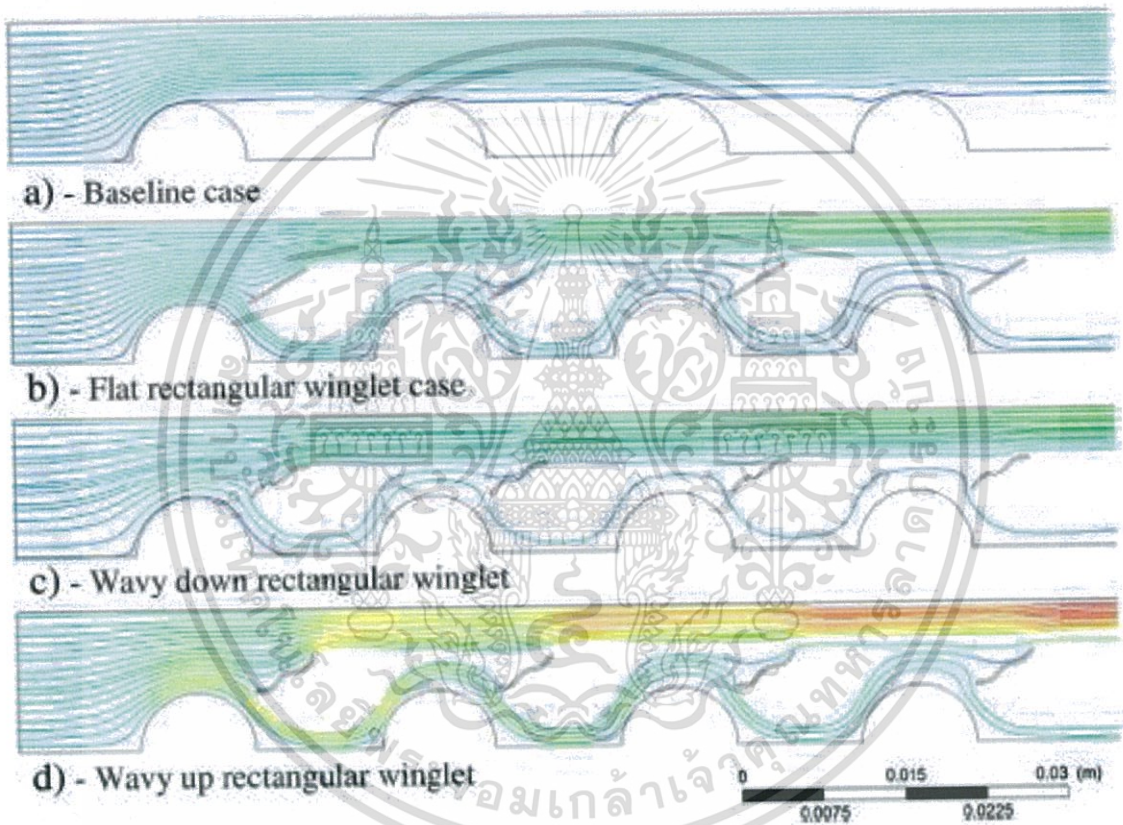 a) - Baseline case
b) - Flat rectangular winglet case
c) - Wavy down rectangular winglet
d) - Wavy up rectangular winglet
0 0.015 0.03 (m)
0.0075 0.0225